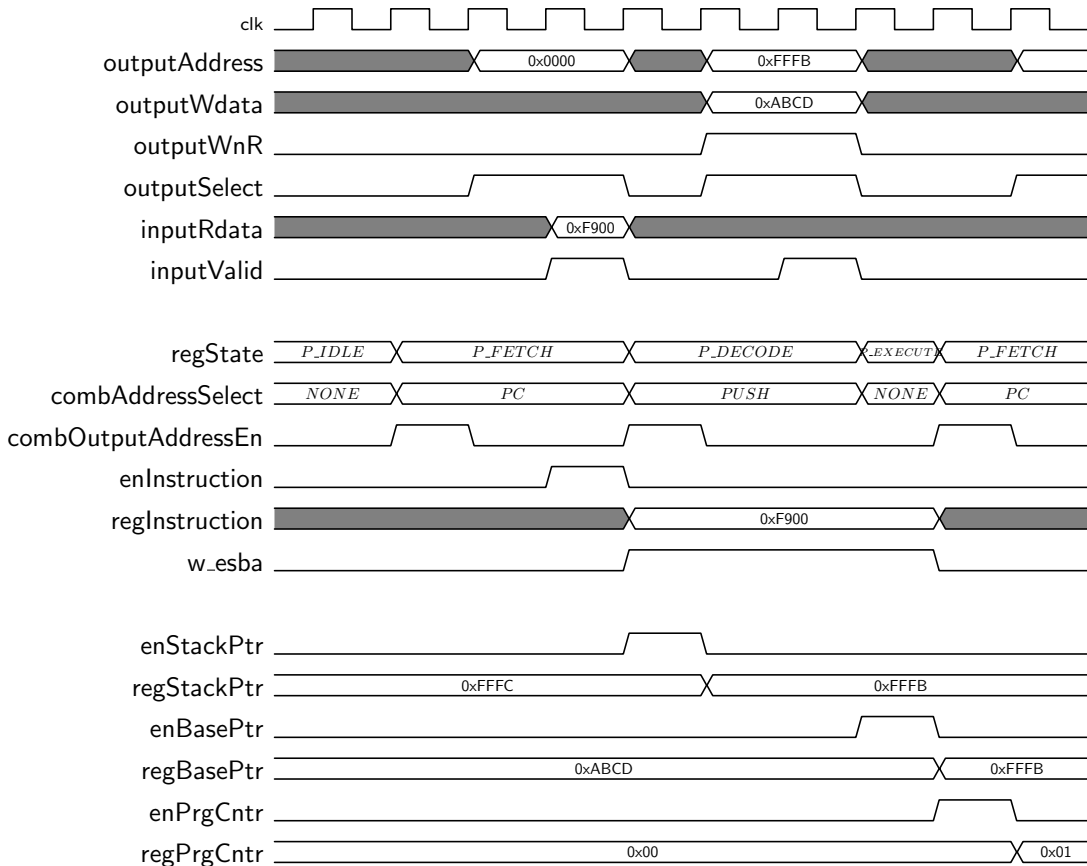 clk
outputAddress 0x0000 0xFFFB
outputWdata 0xABCD
outputWnR
outputSelect
inputRdata 0xF900
inputValid
regState P_IDLE P_FETCH P_DECODE P_EXECUTE P_FETCH
combAddressSelect NONE PC PUSH NONE PC
combOutputAddressEn
enInstruction
regInstruction 0xF900
w_esba
enStackPtr
regStackPtr 0xFFFC 0xFFFB
enBasePtr
regBasePtr 0xABCD 0xFFFB
enPrgCntr
regPrgCntr 0x00 0x01